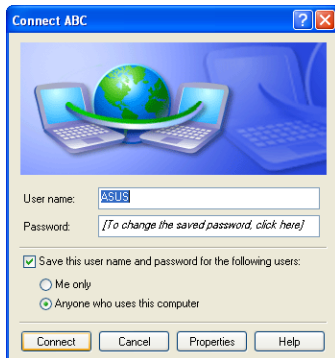 Connect ABC
User name: ASUS
Password: [To change the saved password, click here]
Save this user name and password for the following users:
Me only
Anyone who uses this computer
Connect Cancel Properties Help